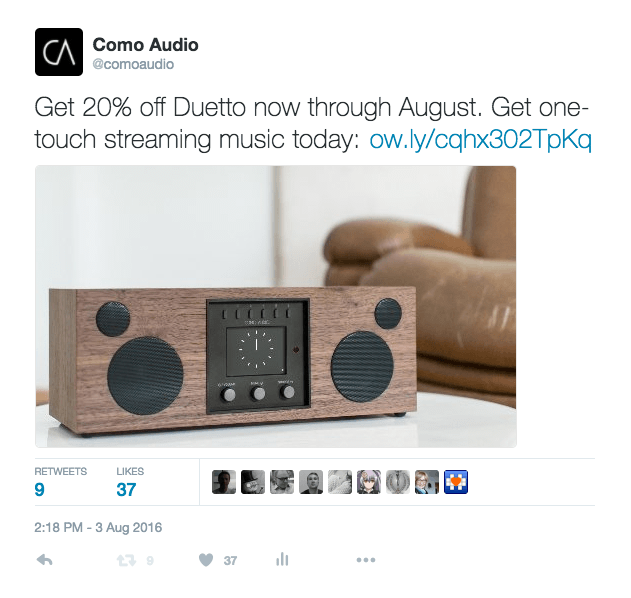 CA
Como Audio
@comoaudio
Get 20% off Duetto now through August. Get one-
touch streaming music today: ow.ly/cqhx302TpKq
RETWEETS LIKES
9 37
2:18 PM - 3 Aug 2016
9 37